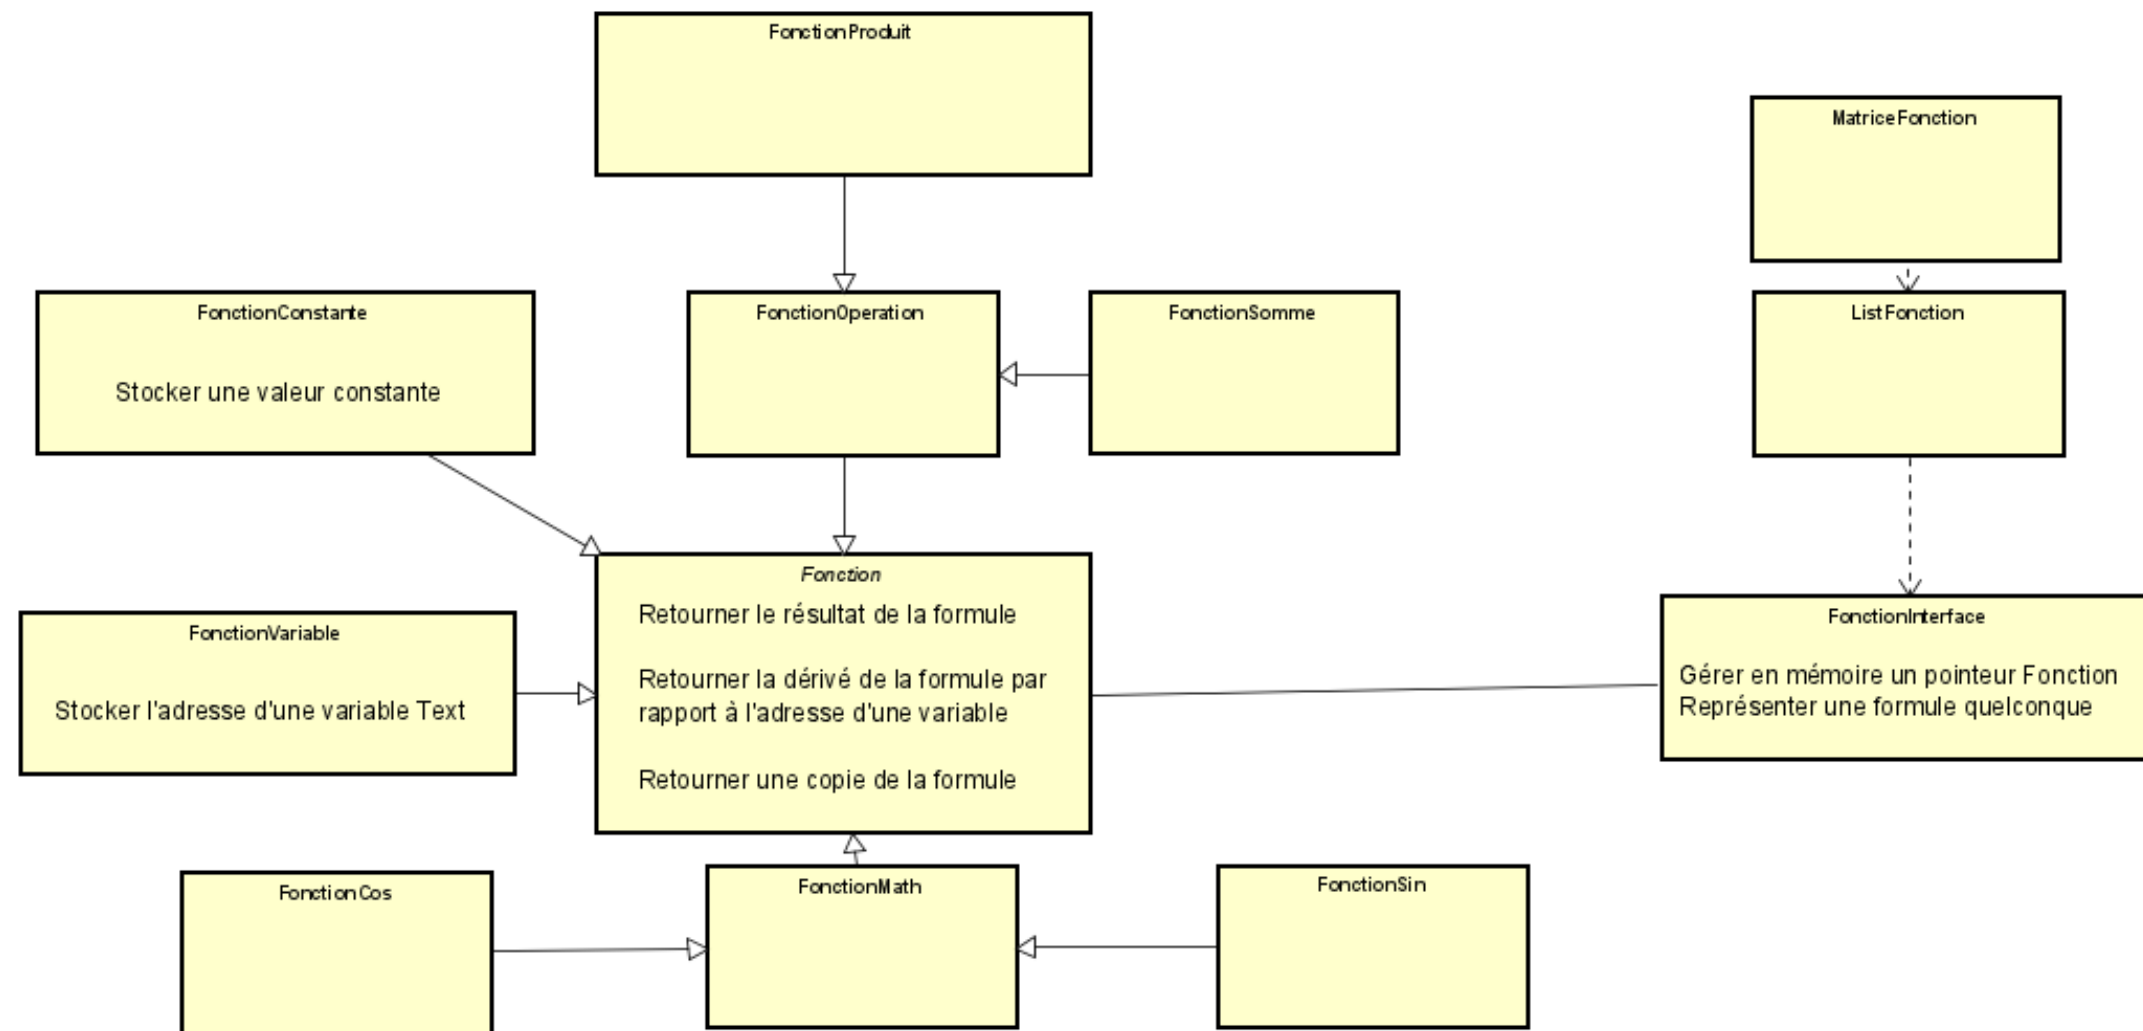 FonctionProduit
MatriceFonction
FonctionConstante
Stocker une valeur constante
FonctionOperation
FonctionSomme
ListFonction
Fonction
Retourner le résultat de la formule
Retourner la dérivé de la formule par
rapport à l'adresse d'une variable
Retourner une copie de la formule
FonctionVariable
Stocker l'adresse d'une variable Text
FonctionInterface
Gérer en mémoire un pointeur Fonction
Représenter une formule quelconque
FonctionCos
FonctionMath
FonctionSin